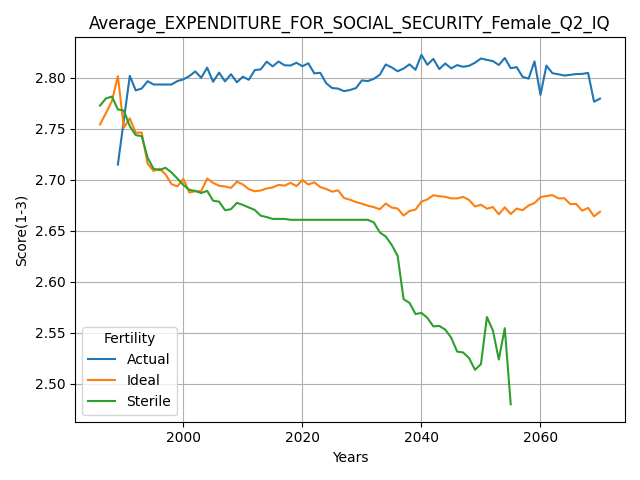 Average_EXPENDITURE_FOR_SOCIAL_SECURITY_Female_Q2_IQ
Score(1-3)
2.80
2.75
2.70
2.65
2.60
2.55
2.50
Fertility
Actual
Ideal
Sterile
2000
2020
2040
2060
Years